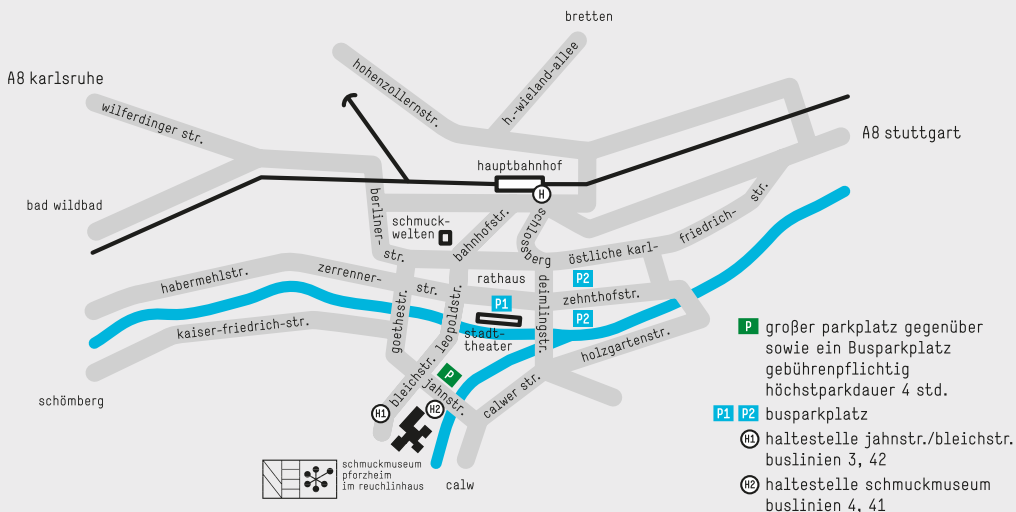 bretten
A8 karlsruhe
hohenzollernstr.
h.-wieland-allee
wilferdinger str.
A8 stuttgart
hauptbahnhof
H
bad wildbad
berliner-
str.
schmuck-
welten
bahnhofstr.
schloss
berg
östliche karl-
friedrich-
str.
habermehlstr.
zerrenner-
str.
rathaus
P2
P1
zehnthofstr.
P2
deimlingstr.
kaiser-friedrich-str.
goethestr.
leopoldstr.
stadt-
theater
holzgartenstr.
schömberg
bleichstr.
P
jahnstr.
calwer str.
H1
H2
schmuckmuseum
pforzheim
im reuchlinhaus
calw
P großer parkplatz gegenüber
sowie ein Busparkplatz
gebührenpflichtig
höchstparkdauer 4 std.
P1 P2 busparkplatz
H1 haltestelle jahnstr./bleichstr.
buslinien 3, 42
H2 haltestelle schmuckmuseum
buslinien 4, 41